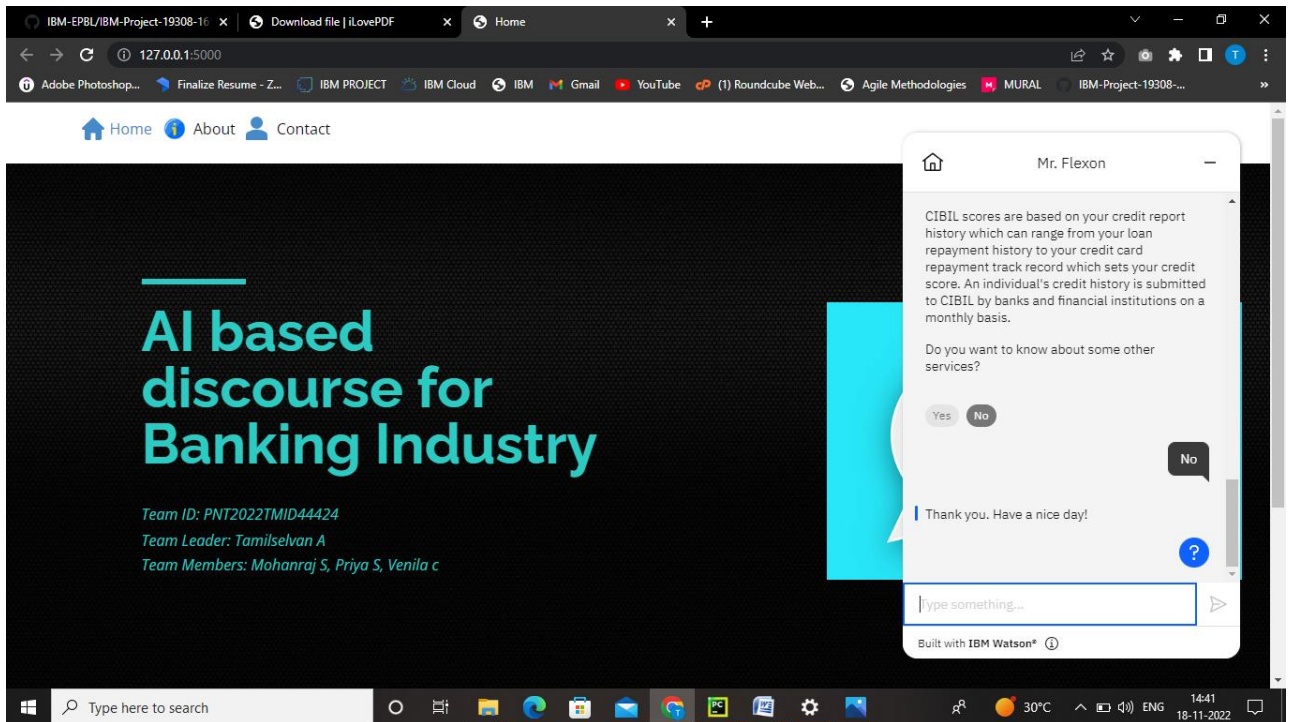 IBM-EPBL/IBM-Project-19308-16
Download file | iLovePDF
Home
127.0.0.1:5000
T
Adobe Photoshop...
Finalize Resume - Z...
IBM PROJECT
IBM Cloud
IBM
Gmail
YouTube
(1) Roundcube Web...
Agile Methodologies
MURAL
IBM-Project-19308-...
»
Home
About
Contact
AI based
discourse for
Banking Industry
Team ID: PNT2022TMID44424
Team Leader: Tamilselvan A
Team Members: Mohanraj S, Priya S, Venila c
Mr. Flexon
CIBIL scores are based on your credit report
history which can range from your loan
repayment history to your credit card
repayment track record which sets your credit
score. An individual's credit history is submitted
to CIBIL by banks and financial institutions on a
monthly basis.
Do you want to know about some other
services?
Yes
No
No
Thank you. Have a nice day!
?
Type something...
Built with IBM Watson®
Type here to search
PC
30°C
ENG
14:41
18-11-2022